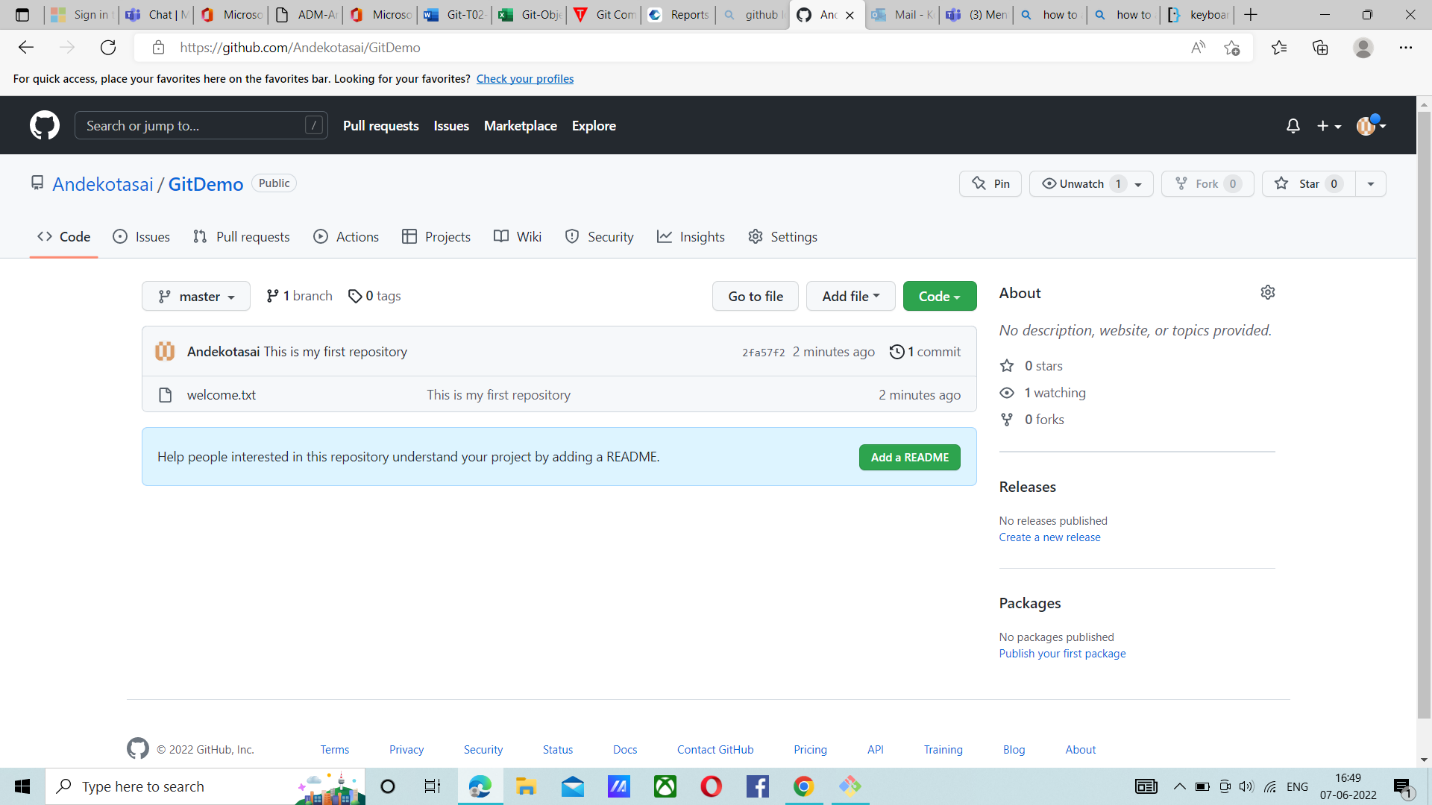 Sign in
Chat | M
Microso
ADM-A
Microso
Git-T02-
Git-Obje
Git Com
Reports
github
And
Mail - K
(3) Men
how to
how to
keyboar
https://github.com/Andekotasai/GitDemo
For quick access, place your favorites here on the favorites bar. Looking for your favorites? Check your profiles
Search or jump to... /
Pull requests Issues Marketplace Explore
Andekotasai / GitDemo Public
Pin
Unwatch 1
Fork 0
Star 0
Code Issues Pull requests Actions Projects Wiki Security Insights Settings
master 1 branch 0 tags
Go to file Add file Code
Andekotasai This is my first repository 2fa57f2 2 minutes ago 1 commit
welcome.txt This is my first repository 2 minutes ago
Help people interested in this repository understand your project by adding a README. Add a README
About
No description, website, or topics provided.
0 stars
1 watching
0 forks
Releases
No releases published
Create a new release
Packages
No packages published
Publish your first package
© 2022 GitHub, Inc. Terms Privacy Security Status Docs Contact GitHub Pricing API Training Blog About
Type here to search
ENG
16:49
07-06-2022
1